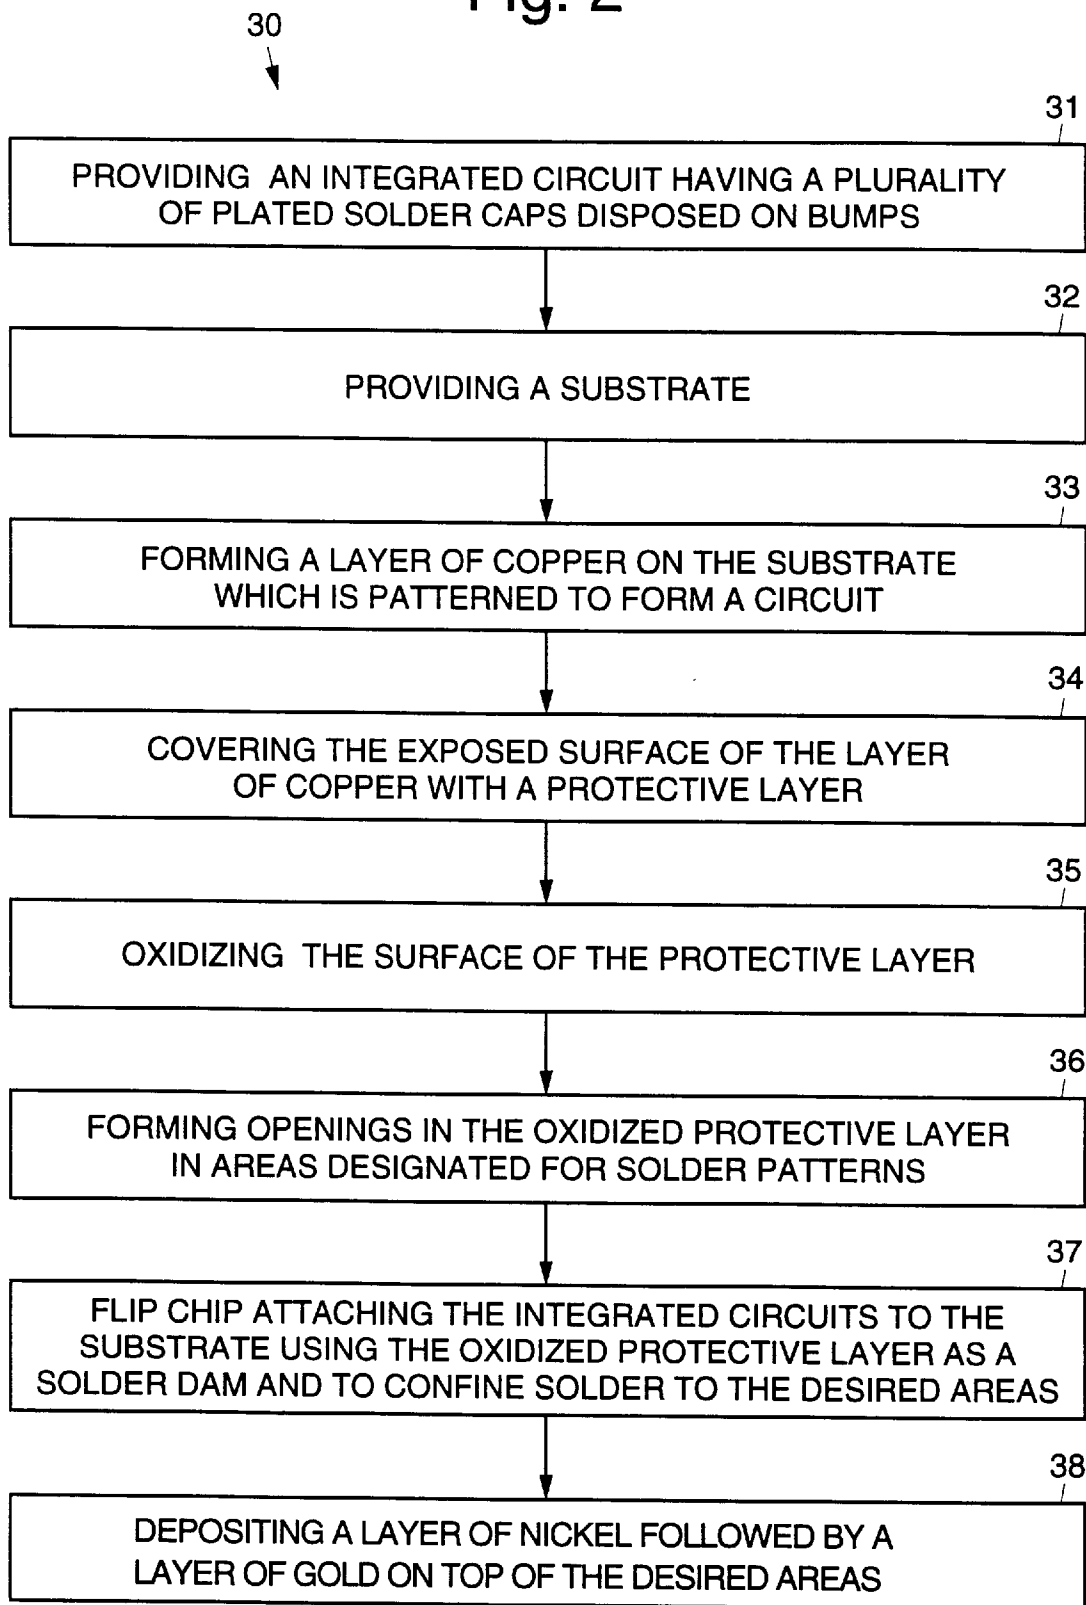 Fig. 2
30
31
PROVIDING AN INTEGRATED CIRCUIT HAVING A PLURALITY
OF PLATED SOLDER CAPS DISPOSED ON BUMPS
32
PROVIDING A SUBSTRATE
33
FORMING A LAYER OF COPPER ON THE SUBSTRATE
WHICH IS PATTERNED TO FORM A CIRCUIT
34
COVERING THE EXPOSED SURFACE OF THE LAYER
OF COPPER WITH A PROTECTIVE LAYER
35
OXIDIZING THE SURFACE OF THE PROTECTIVE LAYER
36
FORMING OPENINGS IN THE OXIDIZED PROTECTIVE LAYER
IN AREAS DESIGNATED FOR SOLDER PATTERNS
37
FLIP CHIP ATTACHING THE INTEGRATED CIRCUITS TO THE
SUBSTRATE USING THE OXIDIZED PROTECTIVE LAYER AS A
SOLDER DAM AND TO CONFINE SOLDER TO THE DESIRED AREAS
38
DEPOSITING A LAYER OF NICKEL FOLLOWED BY A
LAYER OF GOLD ON TOP OF THE DESIRED AREAS